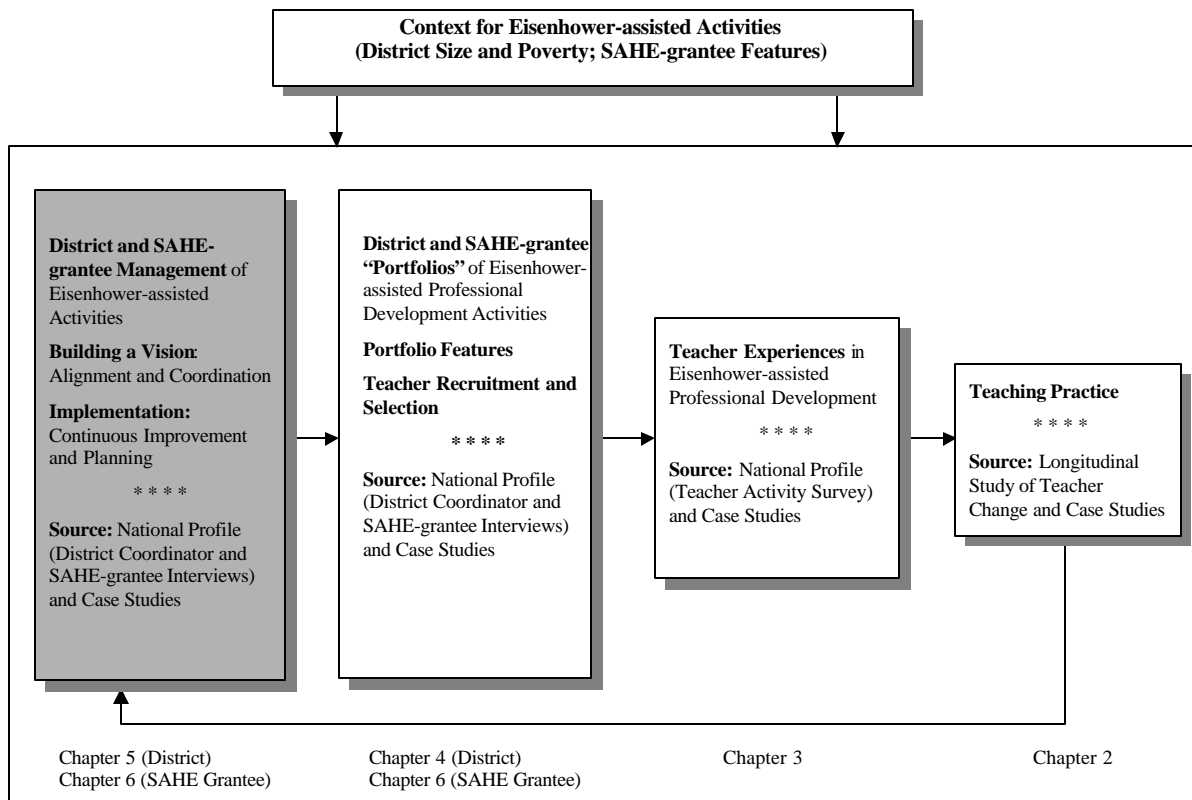 Context for Eisenhower-assisted Activities
(District Size and Poverty; SAHE-grantee Features)
District and SAHE-
grantee Management of
Eisenhower-assisted
Activities
Building a Vision:
Alignment and Coordination
Implementation:
Continuous Improvement
and Planning
* * * *
Source: National Profile
(District Coordinator and
SAHE-grantee Interviews)
and Case Studies
District and SAHE-grantee
“Portfolios” of Eisenhower-
assisted Professional
Development Activities
Portfolio Features
Teacher Recruitment and
Selection
* * * *
Source: National Profile
(District Coordinator and
SAHE-grantee Interviews)
and Case Studies
Teacher Experiences in
Eisenhower-assisted
Professional Development
* * * *
Source: National Profile
(Teacher Activity Survey)
and Case Studies
Teaching Practice
* * * *
Source: Longitudinal
Study of Teacher
Change and Case Studies
Chapter 5 (District)
Chapter 6 (SAHE Grantee)
Chapter 4 (District)
Chapter 6 (SAHE Grantee)
Chapter 3
Chapter 2